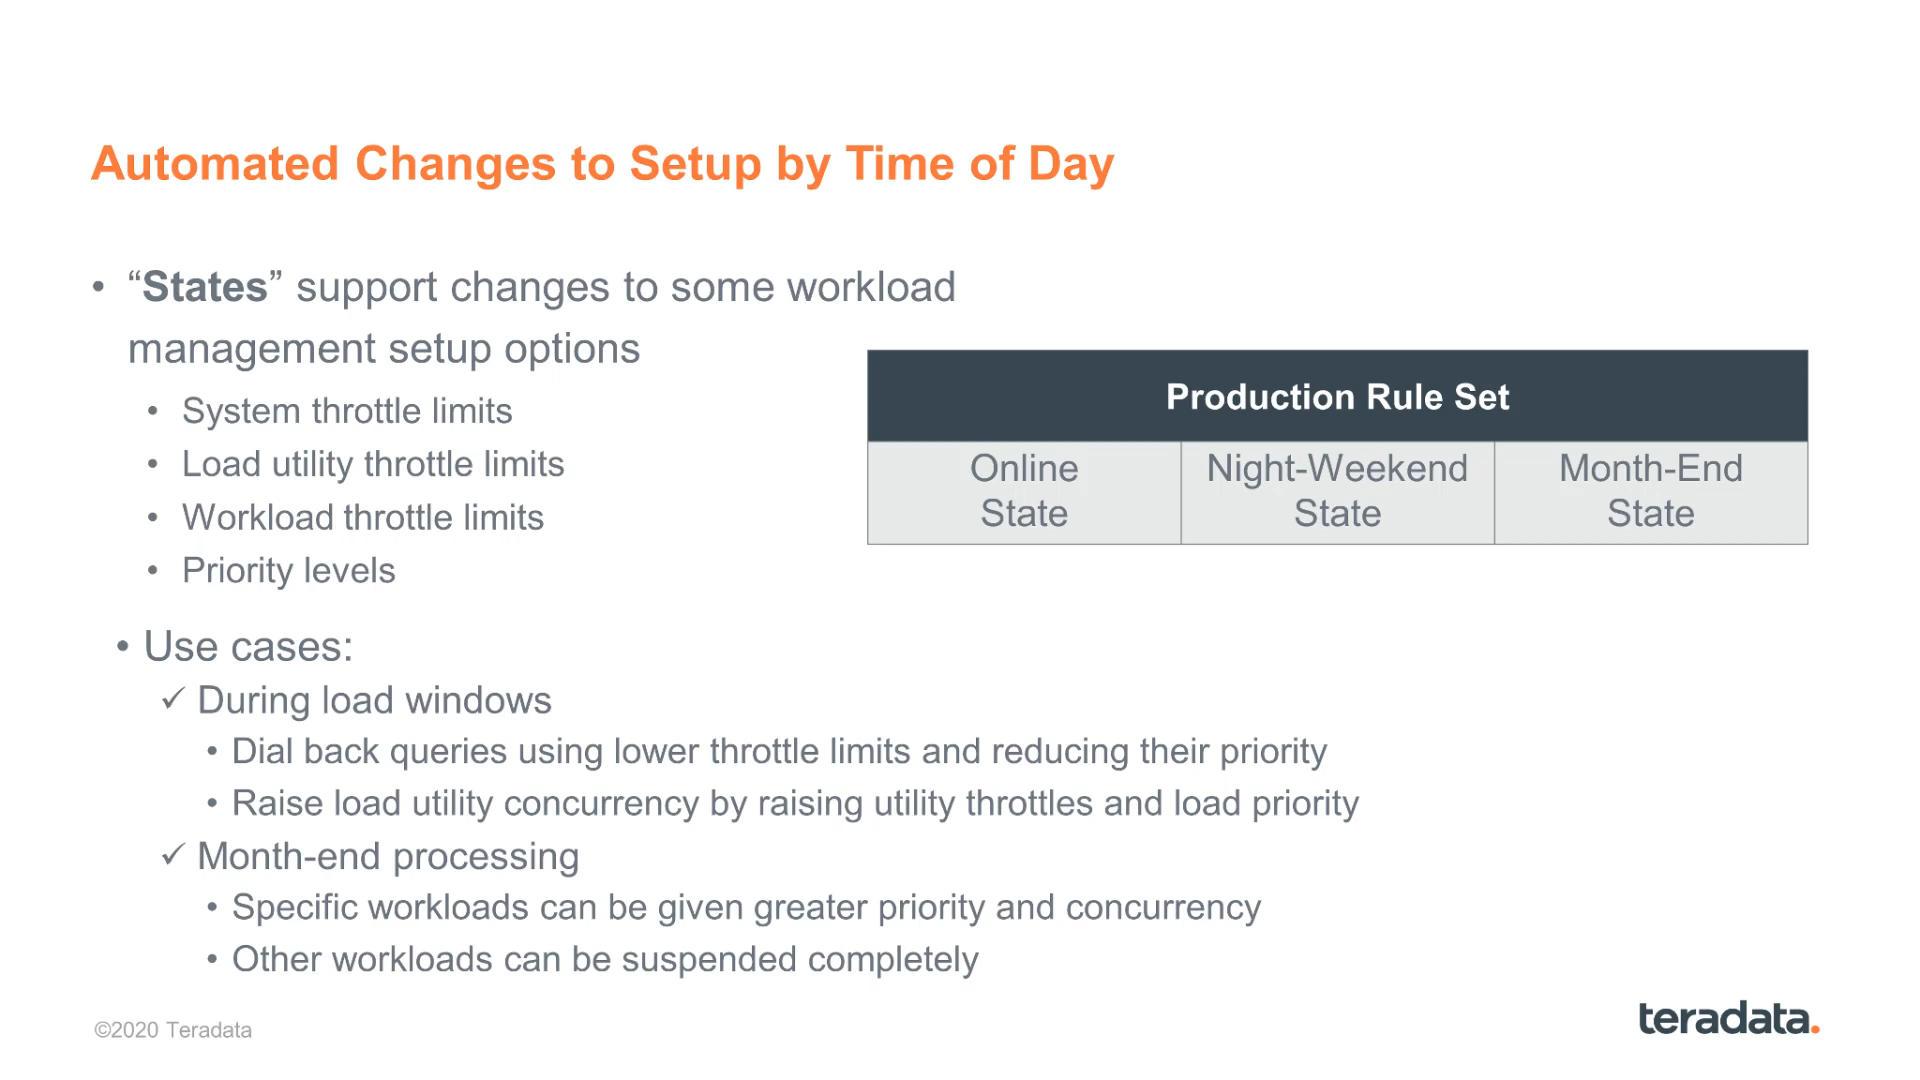 Automated Changes to Setup by Time of Day
• “States” support changes to some workload
management setup options
• System throttle limits
• Load utility throttle limits
• Workload throttle limits
• Priority levels
Production Rule Set
Online State
Night-Weekend State
Month-End State
• Use cases:
✓ During load windows
• Dial back queries using lower throttle limits and reducing their priority
• Raise load utility concurrency by raising utility throttles and load priority
✓ Month-end processing
• Specific workloads can be given greater priority and concurrency
• Other workloads can be suspended completely
©2020 Teradata
teradata.